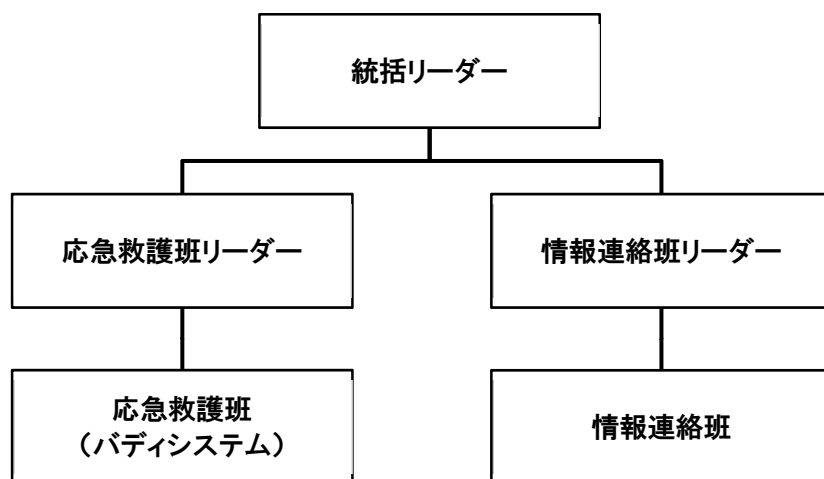 統括リーダー
応急救護班リーダー
情報連絡班リーダー
応急救護班
（バディシステム）
情報連絡班